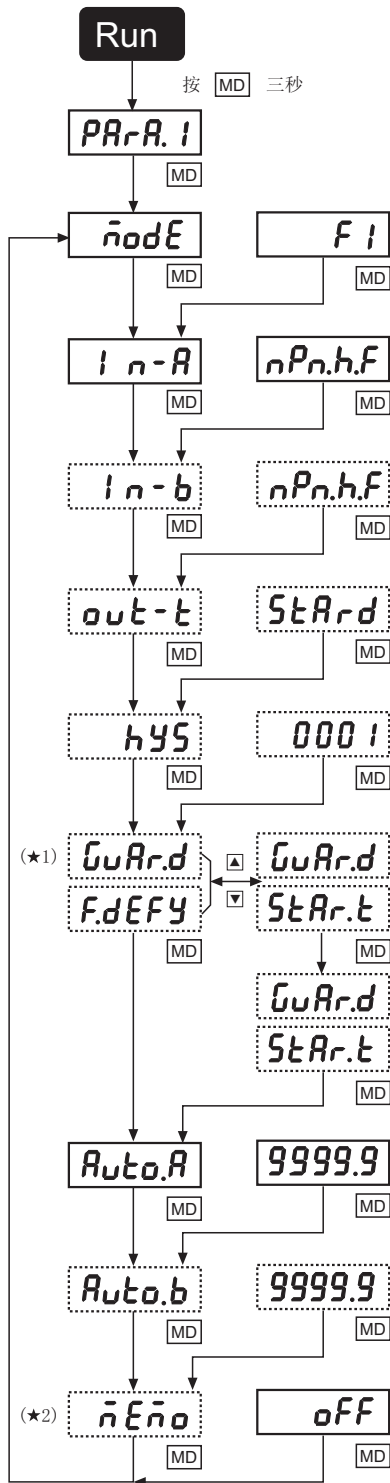 Run
按 MD 三秒
PArA.1
MD
modE F1
MD
In-A nPn.h.F
MD MD
In-b nPn.h.F
MD MD
out-t StArd
MD MD
hYS 0001
MD MD
(★1) GuAr.d ▲ GuAr.d
F.dEFY ▼ StAr.t
MD MD
GuAr.d
StAr.t
MD
Auto.A 9999.9
MD MD
Auto.b 9999.9
MD MD
(★2) mEmo oFF
MD MD